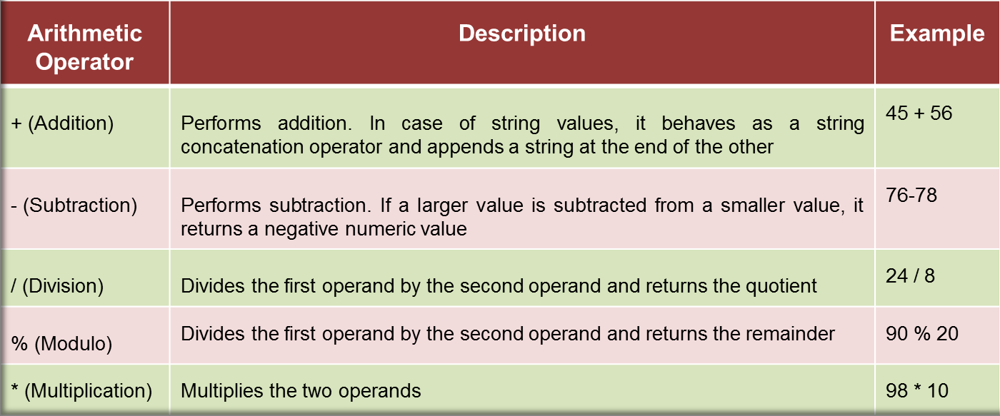 Arithmetic
Operator
Description
Example
+ (Addition)
Performs addition. In case of string values, it behaves as a string
concatenation operator and appends a string at the end of the other
45 + 56
- (Subtraction)
Performs subtraction. If a larger value is subtracted from a smaller value, it
returns a negative numeric value
76-78
/ (Division)
Divides the first operand by the second operand and returns the quotient
24 / 8
% (Modulo)
Divides the first operand by the second operand and returns the remainder
90 % 20
* (Multiplication)
Multiplies the two operands
98 * 10